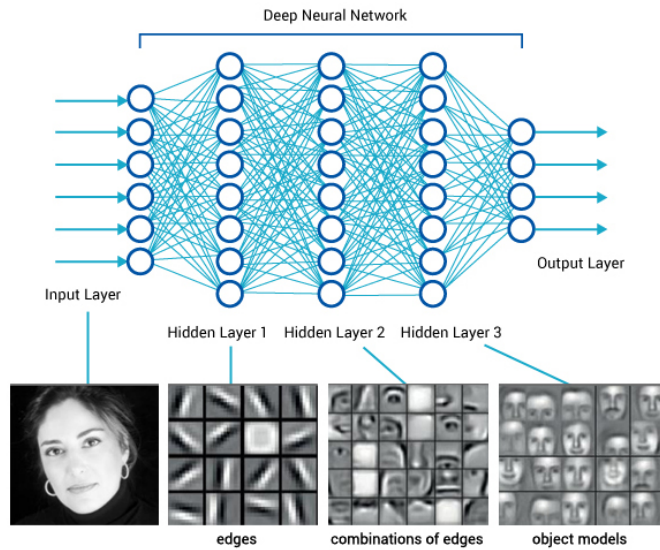 Deep Neural Network
Input Layer
Output Layer
Hidden Layer 1
Hidden Layer 2
Hidden Layer 3
edges
combinations of edges
object models